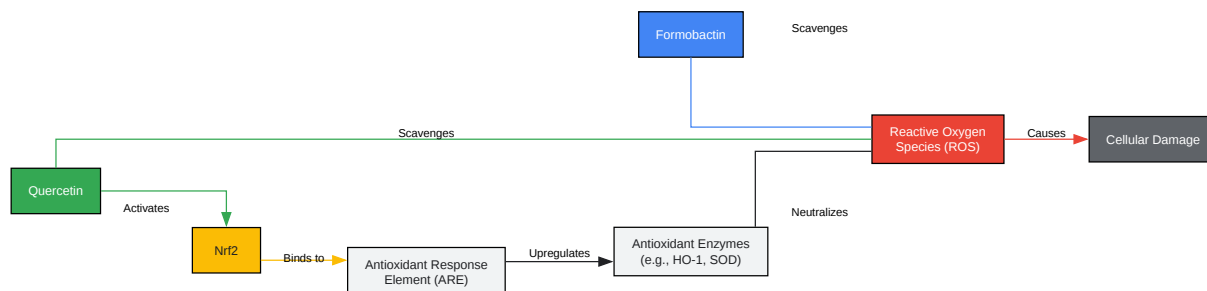 Formobactin
Scavenges
Scavenges
Reactive Oxygen
Species (ROS)
Causes
Cellular Damage
Quercetin
Activates
Neutralizes
Nrf2
Binds to
Antioxidant Response
Element (ARE)
Upregulates
Antioxidant Enzymes
(e.g., HO-1, SOD)